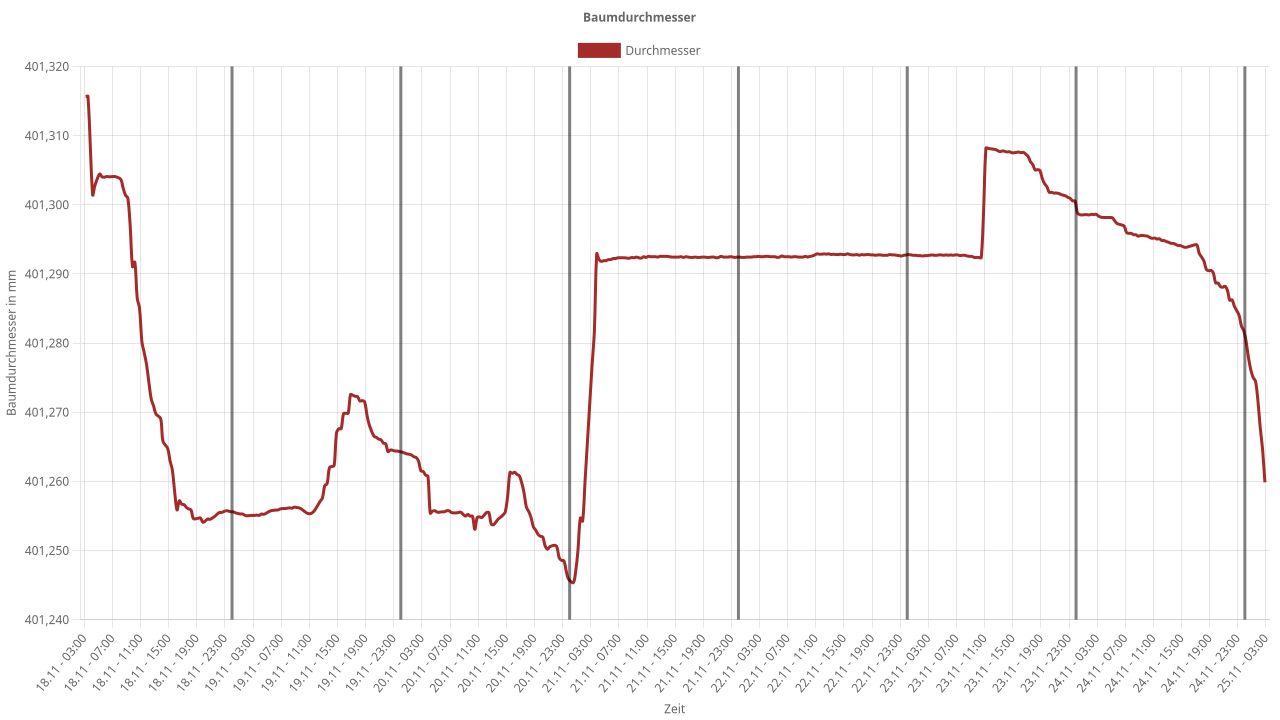 Baumdurchmesser
Durchmesser
401,320
401,310
401,300
401,290
401,280
401,270
401,260
401,250
401,240
Baumdurchmesser in mm
18.11 - 03:00
18.11 - 07:00
18.11 - 11:00
18.11 - 15:00
18.11 - 19:00
18.11 - 23:00
19.11 - 03:00
19.11 - 07:00
19.11 - 11:00
19.11 - 15:00
19.11 - 19:00
19.11 - 23:00
20.11 - 03:00
20.11 - 07:00
20.11 - 11:00
20.11 - 15:00
20.11 - 19:00
20.11 - 23:00
21.11 - 03:00
21.11 - 07:00
21.11 - 11:00
21.11 - 15:00
21.11 - 19:00
21.11 - 23:00
22.11 - 03:00
22.11 - 07:00
22.11 - 11:00
22.11 - 15:00
22.11 - 19:00
22.11 - 23:00
23.11 - 03:00
23.11 - 07:00
23.11 - 11:00
23.11 - 15:00
23.11 - 19:00
23.11 - 23:00
24.11 - 03:00
24.11 - 07:00
24.11 - 11:00
24.11 - 15:00
24.11 - 19:00
24.11 - 23:00
25.11 - 03:00
Zeit